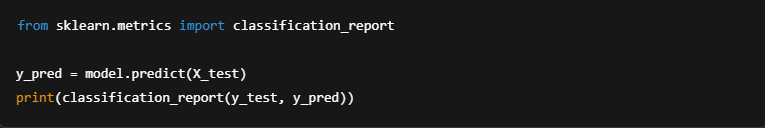 from sklearn.metrics import classification_report
y_pred = model.predict(X_test)
print(classification_report(y_test, y_pred))